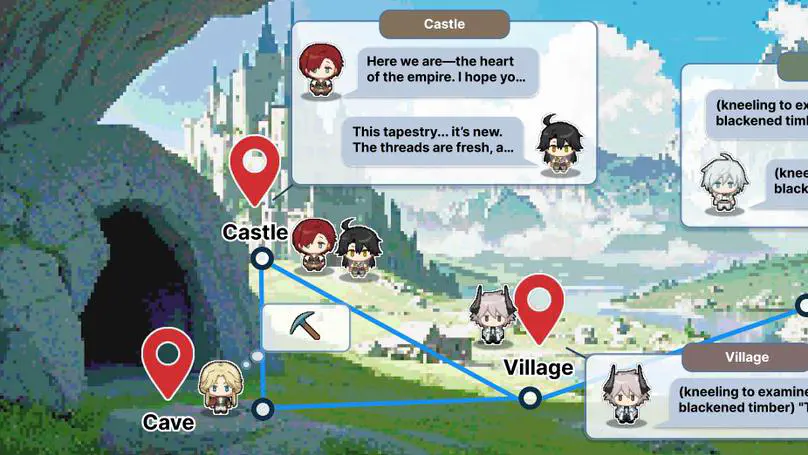 Castle
Here we are—the heart
of the empire. I hope yo…
This tapestry... it’s new.
The threads are fresh, a…
(kneeling to ex
blackened timb
(knee
black
Castle
Village
Cave
Village
(kneeling to examine
blackened timber) "T